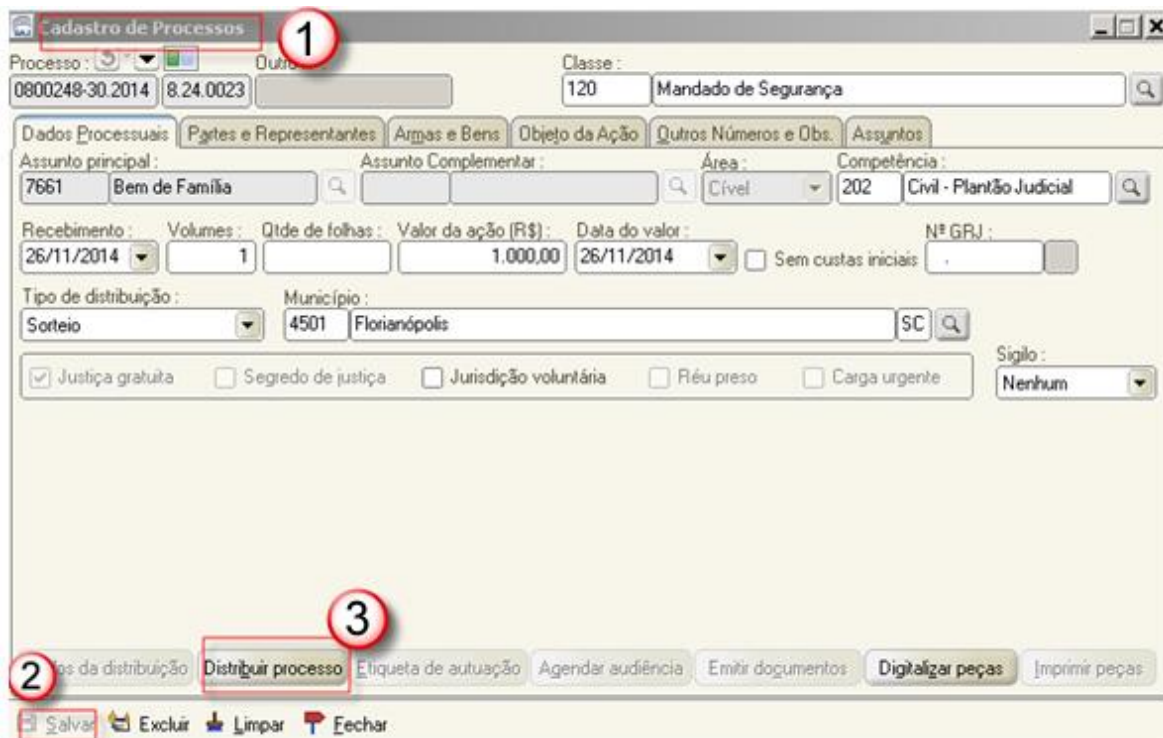 Cadastro de Processos
1
Processo : Classe :
0800248-30.2014 8.24.0023 120 Mandado de Segurança
Dados Processuais Partes e Representantes Armas e Bens Objeto da Ação Outros Números e Obs. Assuntos
Assunto principal : Assunto Complementar : Área : Competência :
7661 Bem de Família Cível 202 Civil - Plantão Judicial
Recebimento : Volumes : Qtde de folhas : Valor da ação (R$) : Data do valor : Nº GRJ :
26/11/2014 1 1.000,00 26/11/2014 Sem custas iniciais .
Tipo de distribuição : Município :
Sorteio 4501 Florianópolis SC
Sigilo :
Justiça gratuita Segredo de justiça Jurisdição voluntária Réu preso Carga urgente Nenhum
3
2 da distribuição Distribuir processo Etiqueta de autuação Agendar audiência Emitir documentos Digitalizar peças Imprimir peças
Salvar Excluir Limpar Fechar